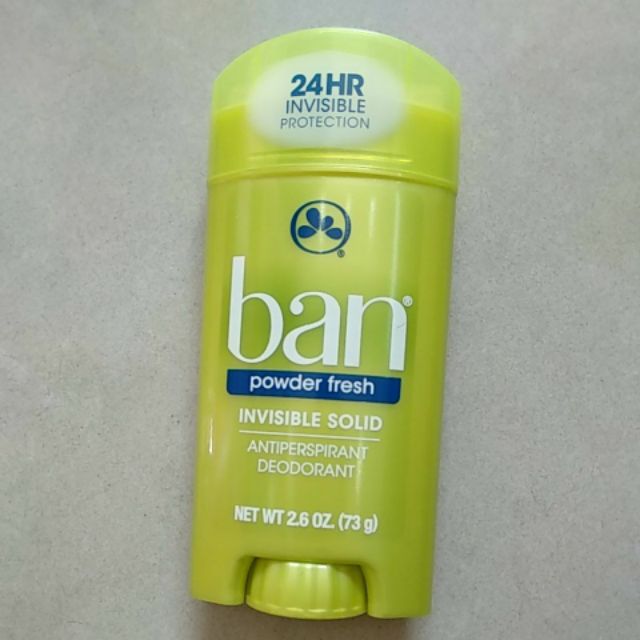 24HR
INVISIBLE
PROTECTION
®
ban®
powder fresh
INVISIBLE SOLID
ANTIPERSPIRANT
DEODORANT
NET WT 2.6 OZ. (73 g)